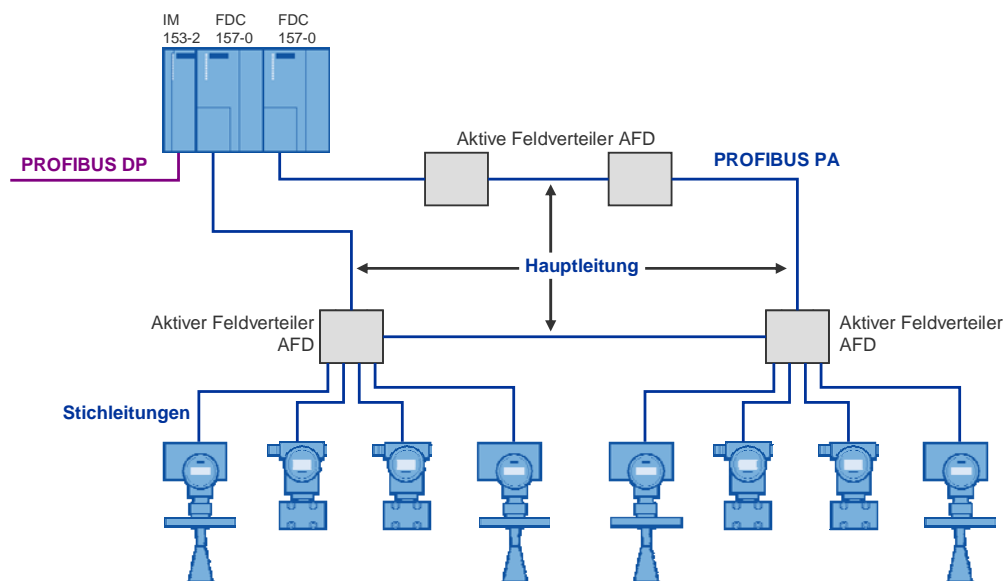 IM
153-2
FDC
157-0
FDC
157-0
Aktive Feldverteiler AFD
PROFIBUS DP
PROFIBUS PA
Hauptleitung
Aktiver Feldverteiler
AFD
Aktiver Feldverteiler
AFD
Stichleitungen